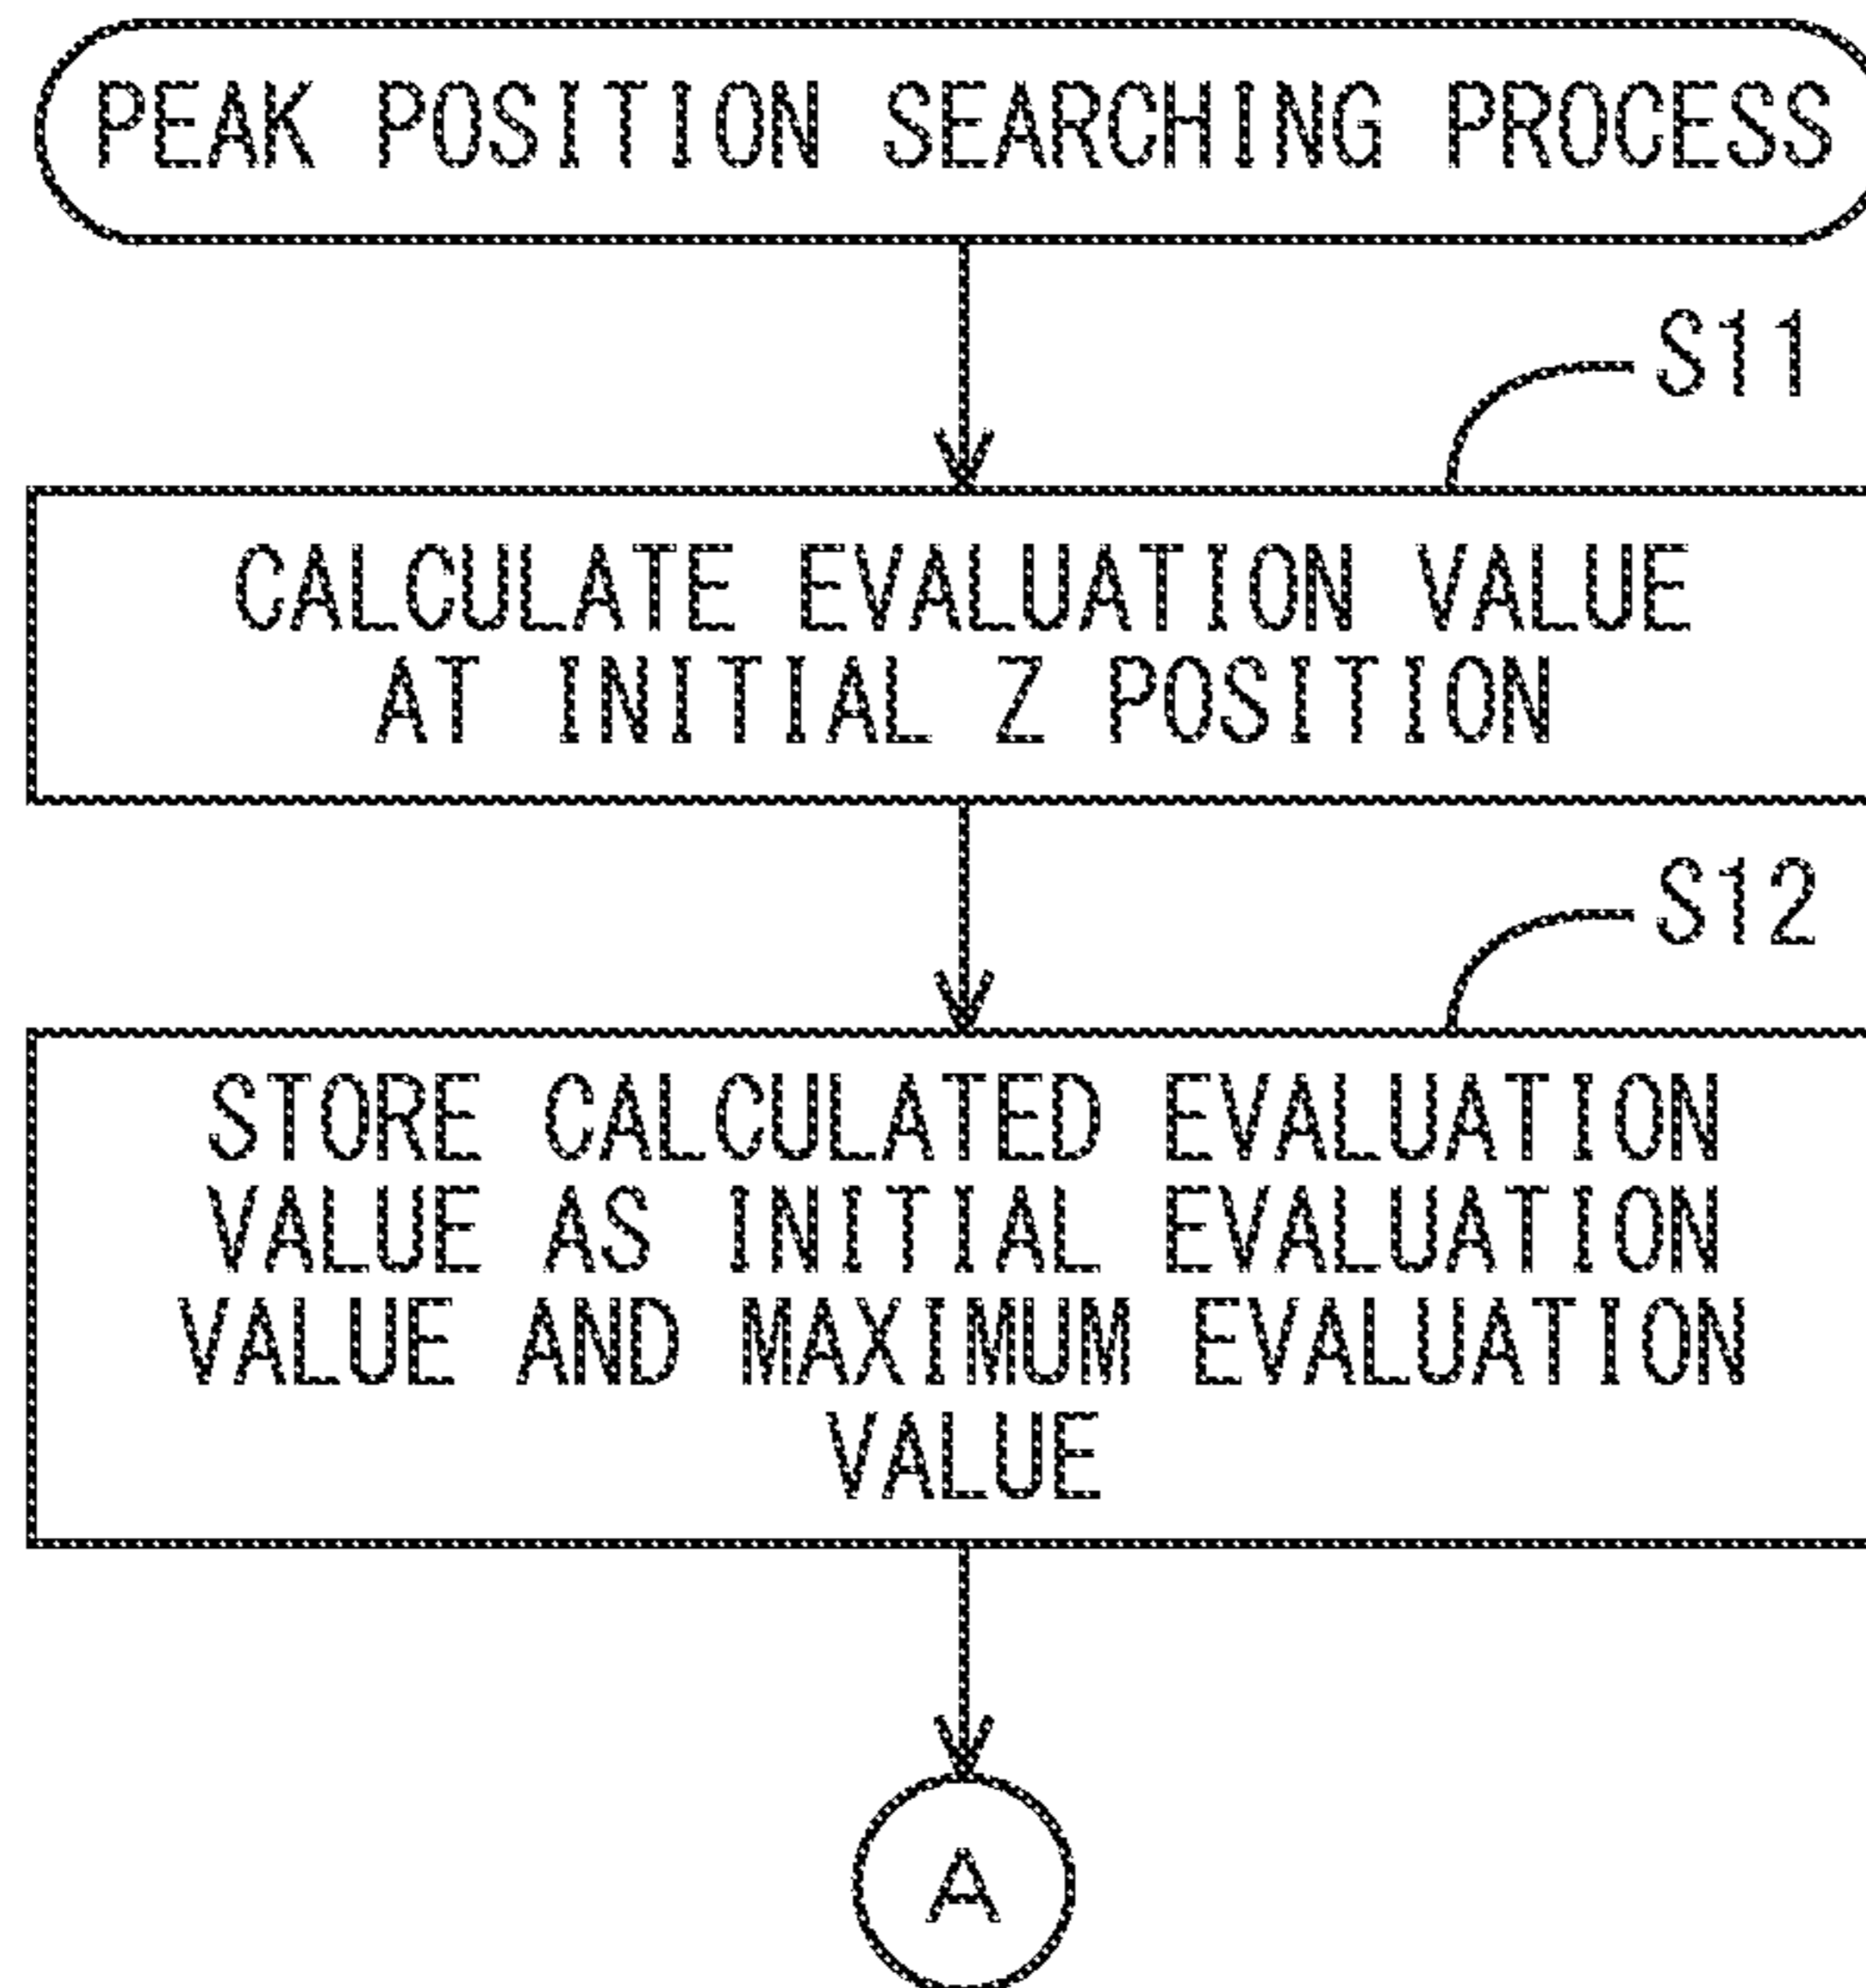 PEAK POSITION SEARCHING PROCESS
S11
CALCULATE EVALUATION VALUE
AT INITIAL Z POSITION
S12
STORE CALCULATED EVALUATION
VALUE AS INITIAL EVALUATION
VALUE AND MAXIMUM EVALUATION
VALUE
A